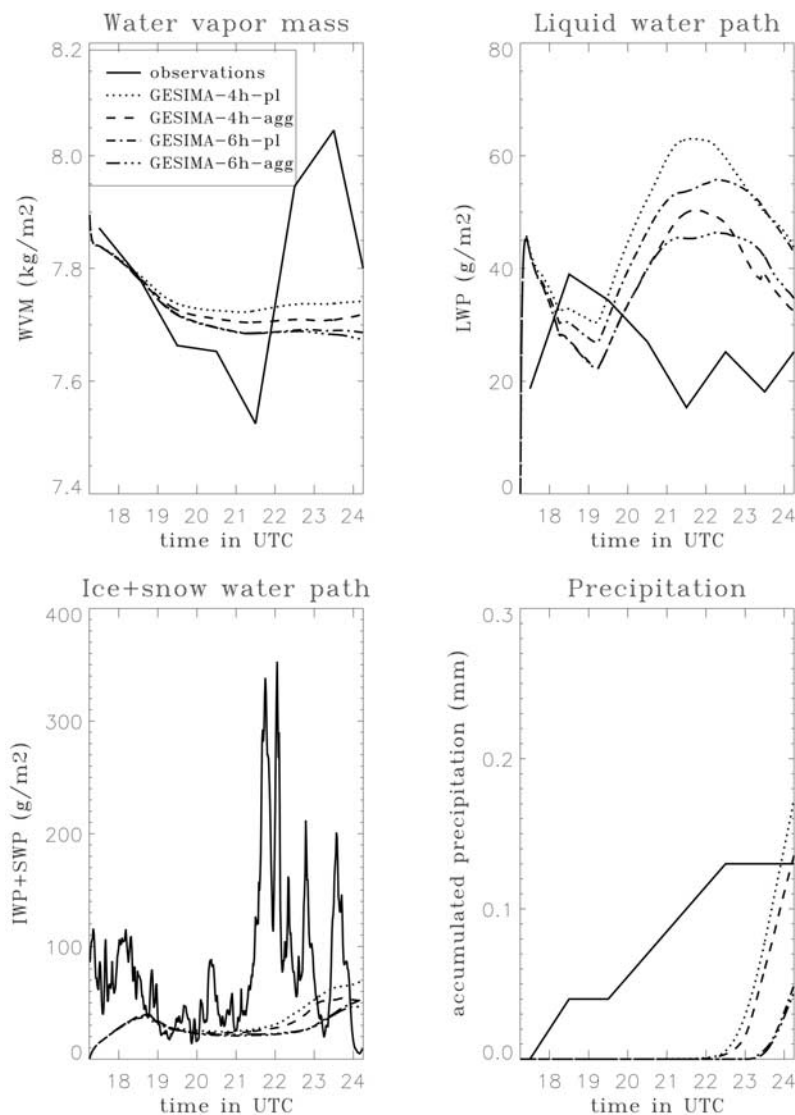 Water vapor mass
8.2
8.0
7.8
7.6
7.4
WVM (kg/m2)
observations
GESIMA-4h-pl
GESIMA-4h-agg
GESIMA-6h-pl
GESIMA-6h-agg
18 19 20 21 22 23 24
time in UTC
Liquid water path
80
60
40
20
0
LWP (g/m2)
18 19 20 21 22 23 24
time in UTC
Ice+snow water path
400
300
200
100
0
IWP+SWP (g/m2)
18 19 20 21 22 23 24
time in UTC
Precipitation
0.3
0.2
0.1
0.0
accumulated precipitation (mm)
18 19 20 21 22 23 24
time in UTC